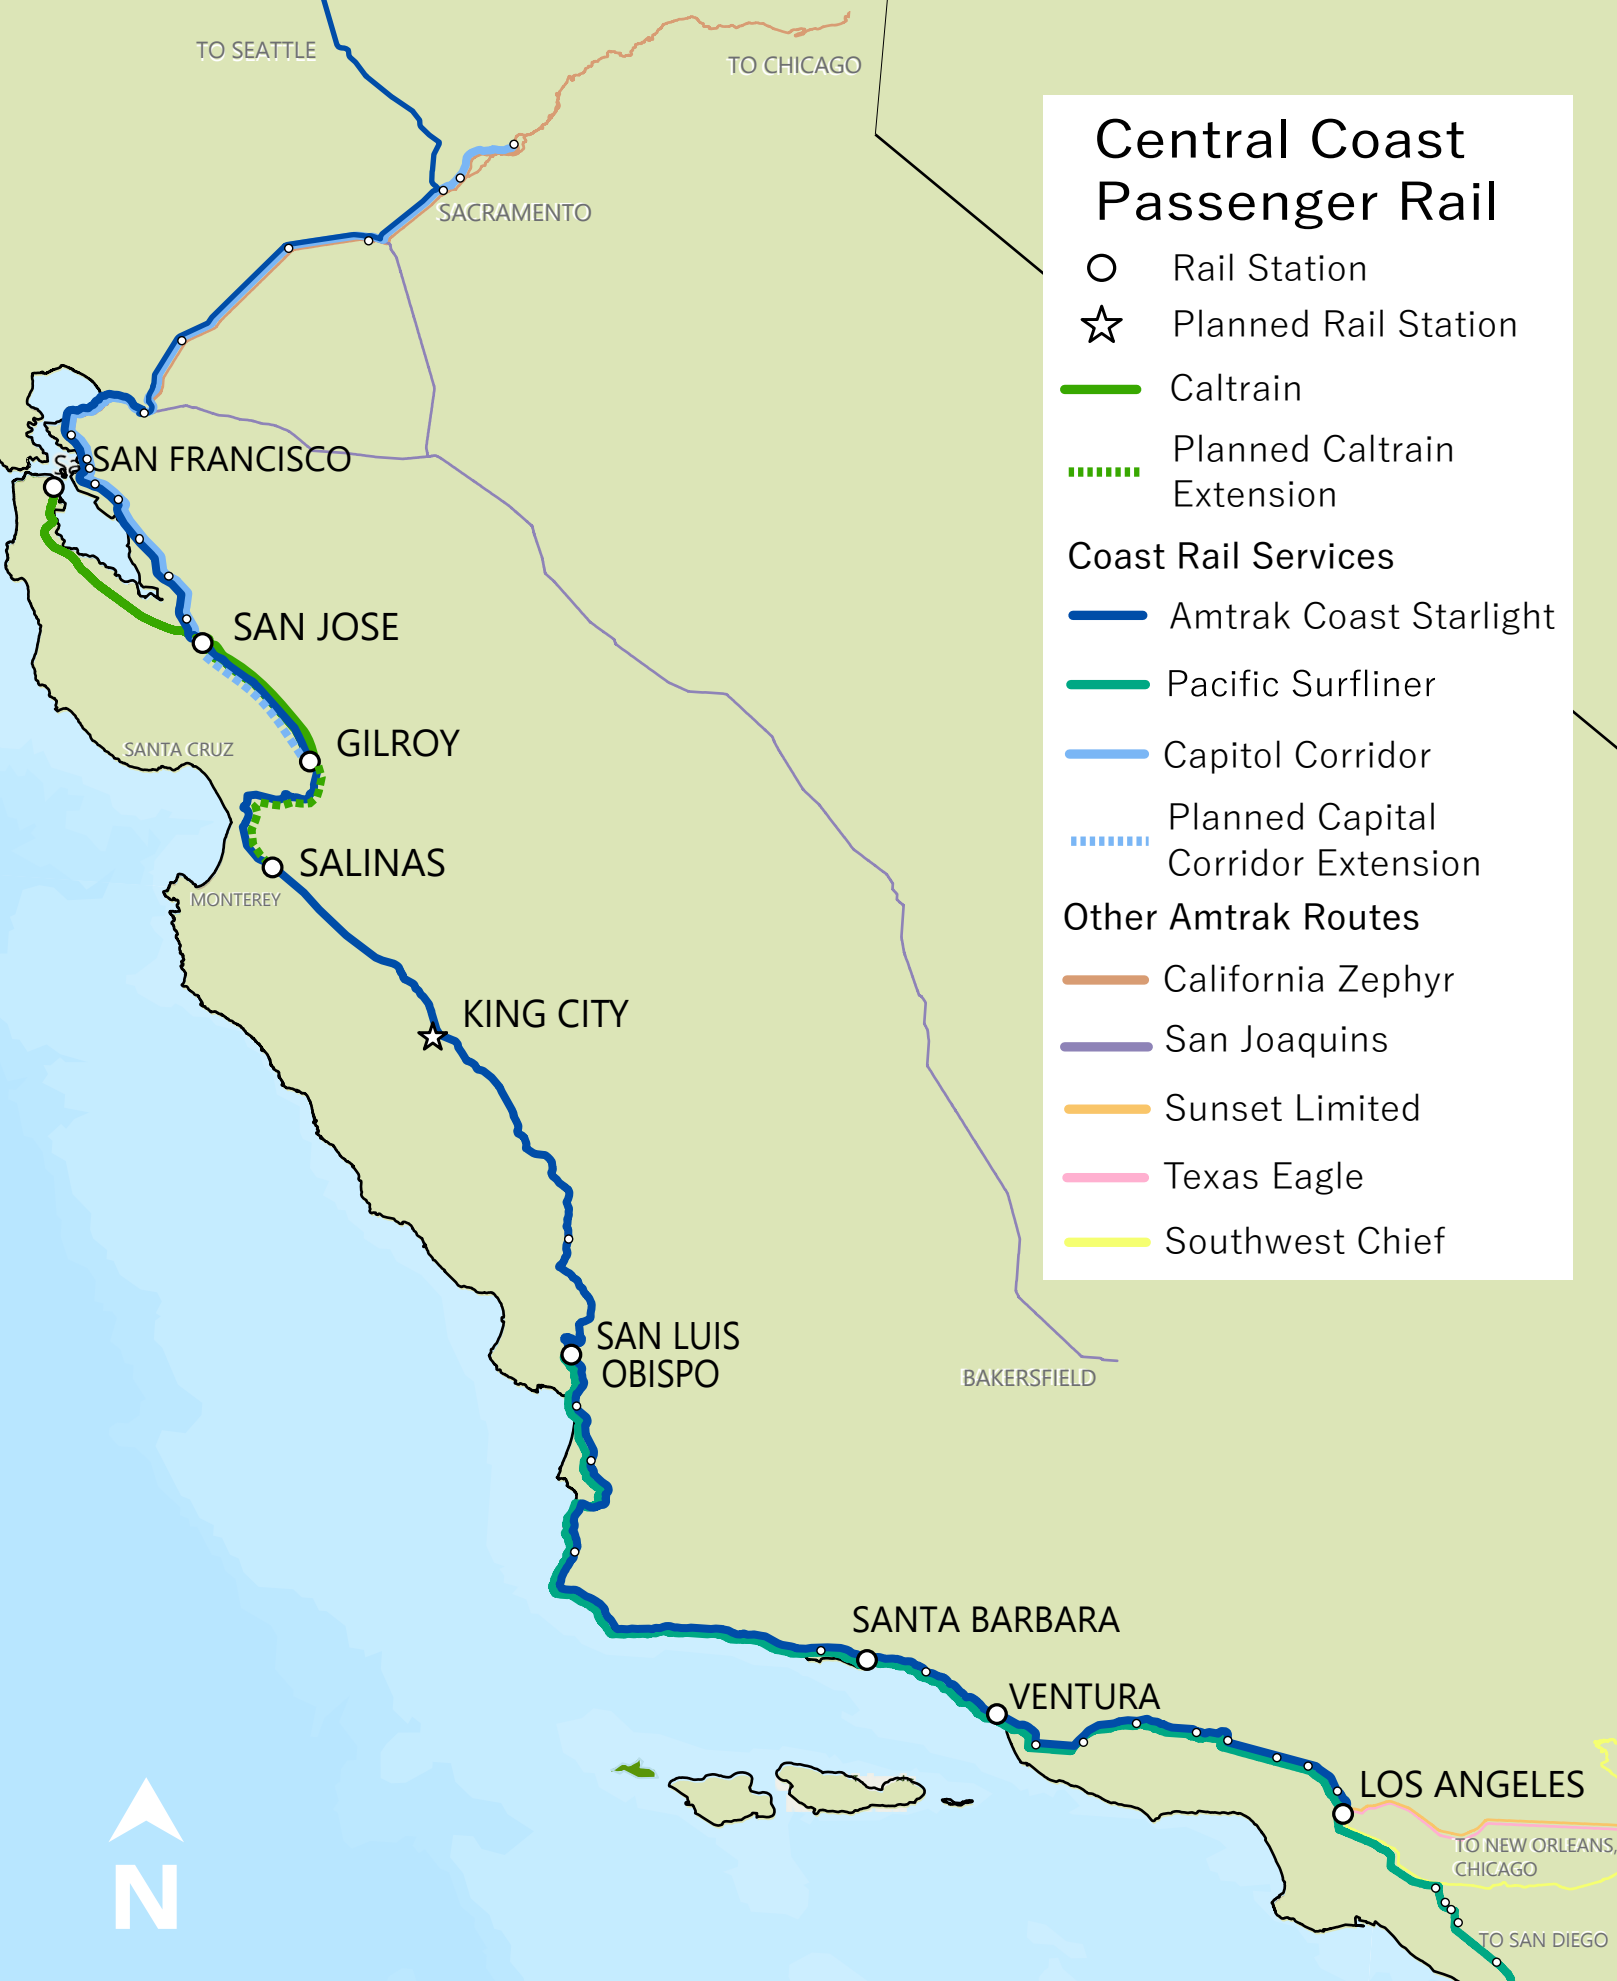 TO SEATTLE
TO CHICAGO
SACRAMENTO
Central Coast
Passenger Rail
Rail Station
Planned Rail Station
Caltrain
Planned Caltrain
Extension
Coast Rail Services
Amtrak Coast Starlight
Pacific Surfliner
Capitol Corridor
Planned Capital
Corridor Extension
Other Amtrak Routes
California Zephyr
San Joaquins
Sunset Limited
Texas Eagle
Southwest Chief
SAN FRANCISCO
SAN JOSE
SANTA CRUZ
GILROY
SALINAS
MONTEREY
KING CITY
SAN LUIS
OBISPO
BAKERSFIELD
SANTA BARBARA
VENTURA
LOS ANGELES
TO NEW ORLEANS,
CHICAGO
TO SAN DIEGO
N